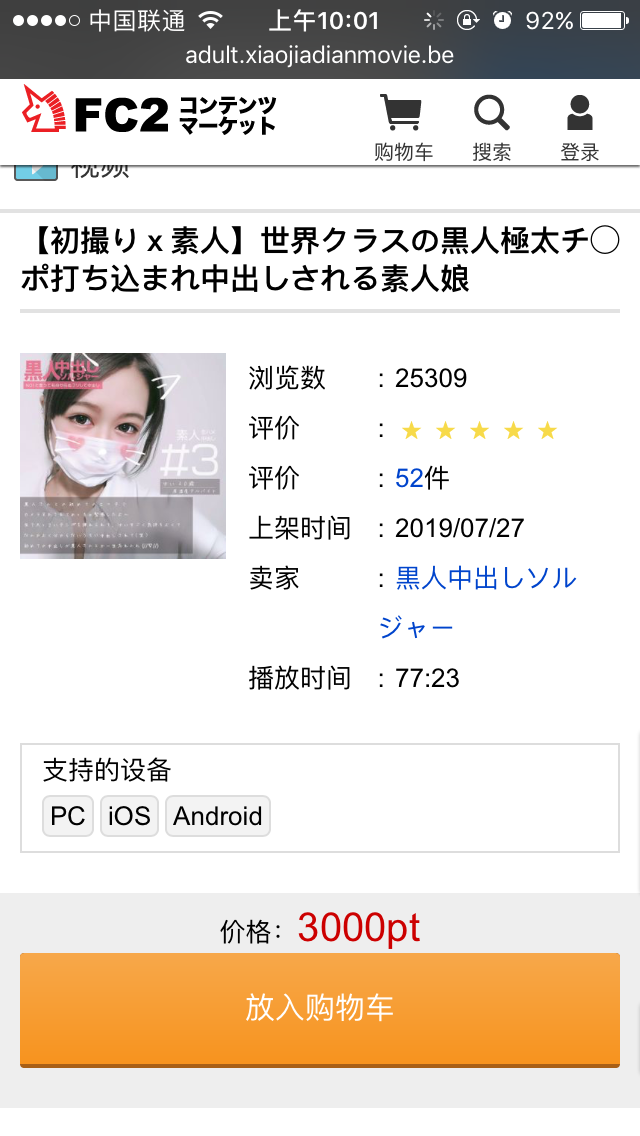 中国联通 上午10:01 92%
adult.xiaojiadianmovie.be
FC2 コンテンツ
マーケット
购物车 搜索 登录
视频
【初撮り x 素人】世界クラスの黒人極太チ◯
ポ打ち込まれ中出しされる素人娘
黒人中出し
ソルジャー
素人
#3
浏览数 : 25309
评价 : ★ ★ ★ ★ ★
评价 : 52件
上架时间 : 2019/07/27
卖家 : 黒人中出しソル
ジャー
播放时间 : 77:23
支持的设备
PC iOS Android
价格: 3000pt
放入购物车